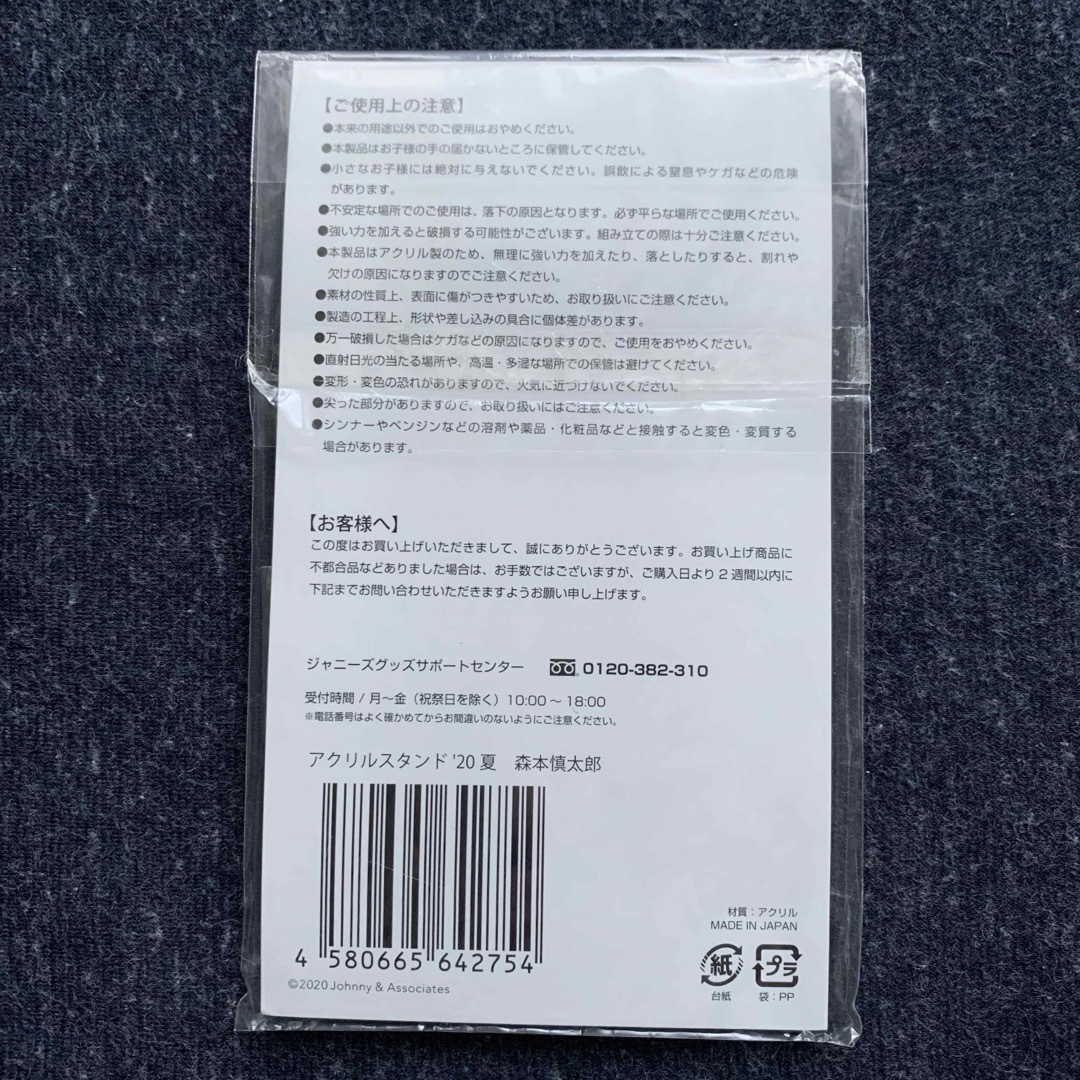 【ご使用上の注意】
●本来の用途以外でのご使用はおやめください。
●本製品はお子様の手の届かないところに保管してください。
●小さなお子様には絶対に与えないでください。誤飲による窒息やケガなどの危険
があります。
●不安定な場所でのご使用は、落下の原因となります。必ず平らな場所でご使用ください。
●強い力を加えると破損する可能性がございます。組み立ての際は十分ご注意ください。
●本製品はアクリル製のため、無理に強い力を加えたり、落としたりすると、割れや
欠けの原因になりますのでご注意ください。
●素材の性質上、表面に傷がつきやすいため、お取り扱いにご注意ください。
●製造の工程上、形状や差し込みの具合に個体差があります。
●万一破損した場合はケガなどの原因になりますので、ご使用をおやめください。
●直射日光の当たる場所や、高温・多湿な場所での保管は避けてください。
●変形・変色の恐れがありますので、火気に近づけないでください。
●尖った部分がありますので、お取り扱いにはご注意ください。
●シンナーやベンジンなどの溶剤や薬品・化粧品などと接触すると変色・変質する
場合があります。
【お客様へ】
この度はお買い上げいただきまして、誠にありがとうございます。お買い上げ商品に
不都合品などありました場合は、お手数ではございますが、ご購入日より2週間以内に
下記までお問い合わせいただきますようお願い申し上げます。
ジャニーズグッズサポートセンター 0120-382-310
受付時間 / 月〜金（祝祭日を除く）10:00 〜 18:00
※電話番号はよく確かめてからお間違いのないようにご注意ください。
アクリルスタンド '20 夏 森本慎太郎
4 580665 642754
©2020 Johnny & Associates
材質：アクリル
MADE IN JAPAN
紙 プラ
台紙 袋：PP